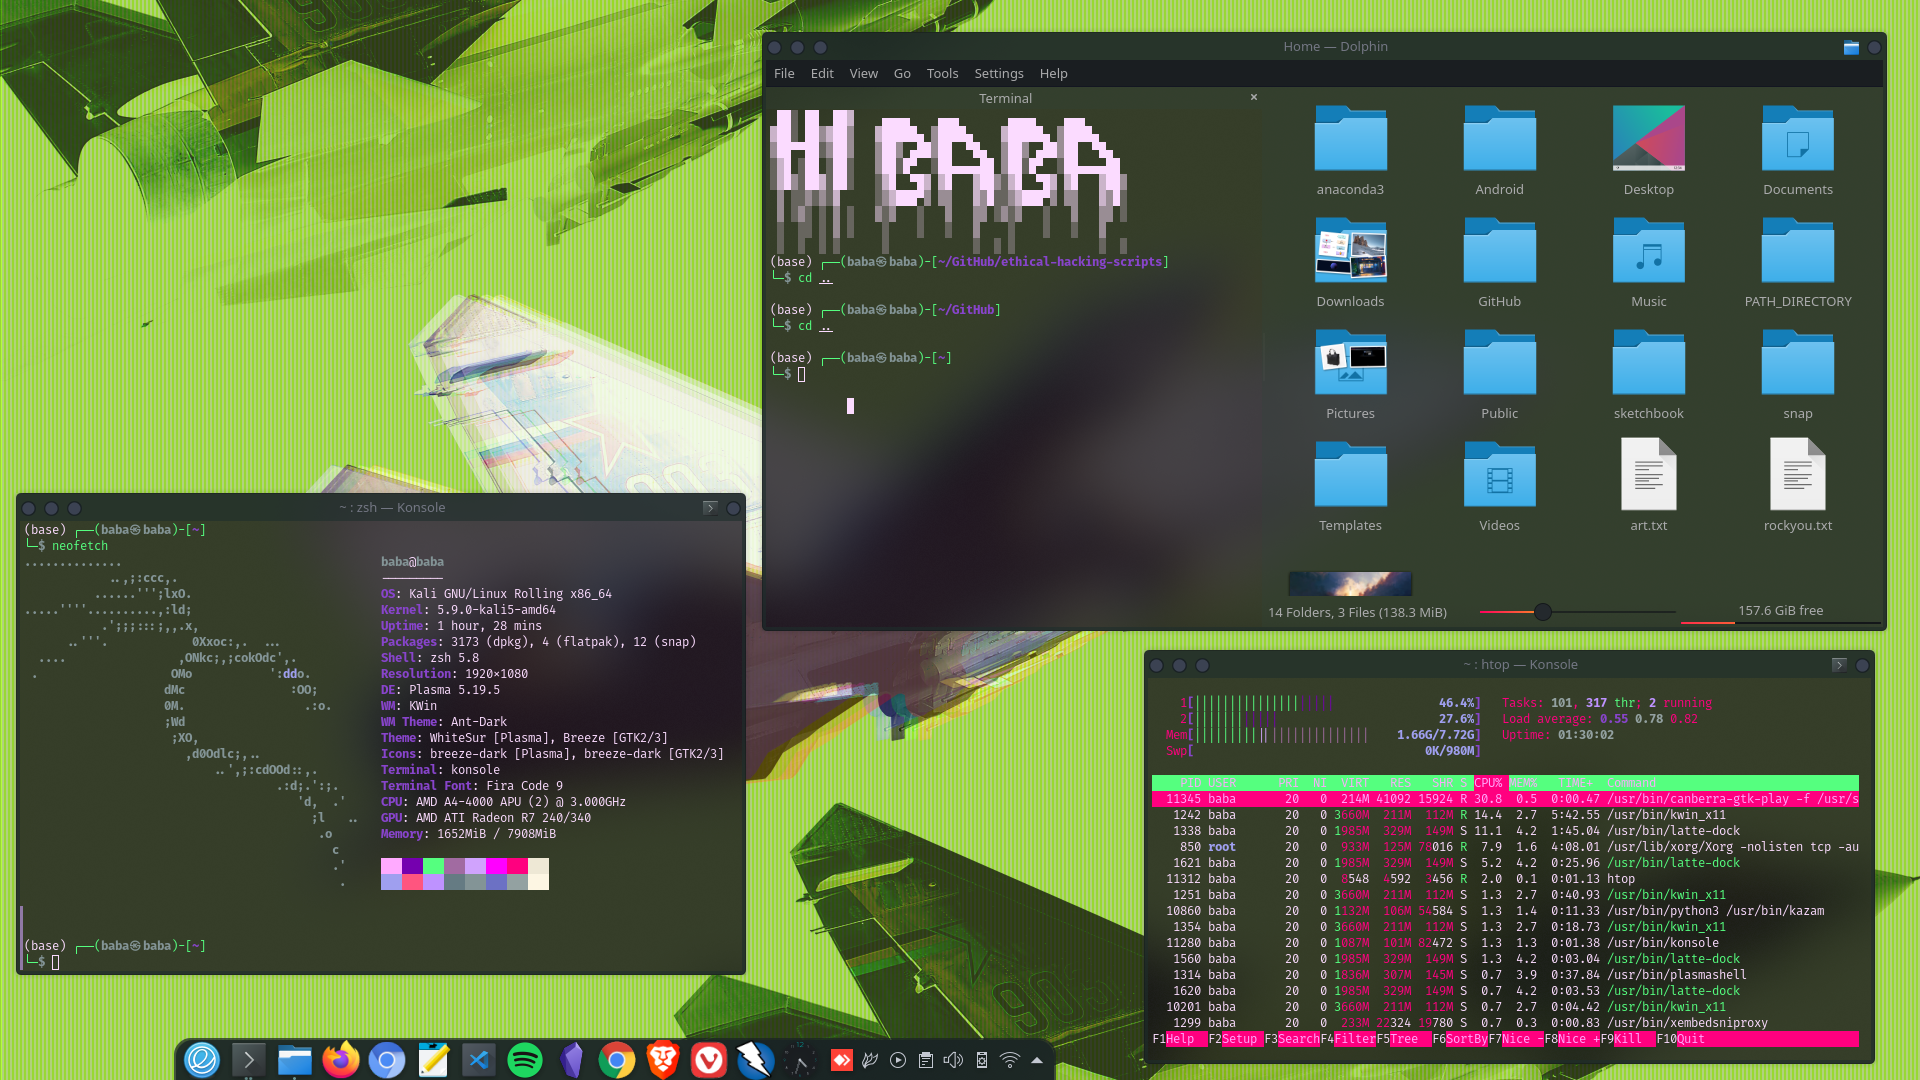 Home — Dolphin
File Edit View Go Tools Settings Help
Terminal
HI BABA
(base) ┌──(baba㉿baba)-[~/GitHub/ethical-hacking-scripts]
└─$ cd ..
(base) ┌──(baba㉿baba)-[~/GitHub]
└─$ cd ..
(base) ┌──(baba㉿baba)-[~]
└─$
anaconda3 Android Desktop Documents
Downloads GitHub Music PATH_DIRECTORY
Pictures Public sketchbook snap
Templates Videos art.txt rockyou.txt
14 Folders, 3 Files (138.3 MiB) 157.6 GiB free
~ : zsh — Konsole
(base) ┌──(baba㉿baba)-[~]
└─$ neofetch
baba@baba
---------
OS: Kali GNU/Linux Rolling x86_64
Kernel: 5.9.0-kali5-amd64
Uptime: 1 hour, 28 mins
Packages: 3173 (dpkg), 4 (flatpak), 12 (snap)
Shell: zsh 5.8
Resolution: 1920×1080
DE: Plasma 5.19.5
WM: KWin
WM Theme: Ant-Dark
Theme: WhiteSur [Plasma], Breeze [GTK2/3]
Icons: breeze-dark [Plasma], breeze-dark [GTK2/3]
Terminal: konsole
Terminal Font: Fira Code 9
CPU: AMD A4-4000 APU (2) @ 3.000GHz
GPU: AMD ATI Radeon R7 240/340
Memory: 1652MiB / 7908MiB
(base) ┌──(baba㉿baba)-[~]
└─$
~ : htop — Konsole
1[ 46.4%] Tasks: 101, 317 thr; 2 running
2[ 27.6%] Load average: 0.55 0.78 0.82
Mem[ 1.66G/7.72G] Uptime: 01:30:02
Swp[ 0K/980M]
PID USER PRI NI VIRT RES SHR S CPU% MEM% TIME+ Command
11345 baba 20 0 214M 41092 15924 R 30.8 0.5 0:00.47 /usr/bin/canberra-gtk-play -f /usr/s
1242 baba 20 0 3660M 211M 112M R 14.4 2.7 5:42.55 /usr/bin/kwin_x11
1338 baba 20 0 1985M 329M 149M S 11.1 4.2 1:45.04 /usr/bin/latte-dock
850 root 20 0 933M 125M 78016 R 7.9 1.6 4:08.01 /usr/lib/xorg/Xorg -nolisten tcp -au
1621 baba 20 0 1985M 329M 149M S 5.2 4.2 0:25.96 /usr/bin/latte-dock
11312 baba 20 0 8548 4592 3456 R 2.0 0.1 0:01.13 htop
1251 baba 20 0 3660M 211M 112M S 1.3 2.7 0:40.93 /usr/bin/kwin_x11
10860 baba 20 0 1132M 106M 54584 S 1.3 1.4 0:11.33 /usr/bin/python3 /usr/bin/kazam
1354 baba 20 0 3660M 211M 112M S 1.3 2.7 0:18.73 /usr/bin/kwin_x11
11280 baba 20 0 1087M 101M 82472 S 1.3 1.3 0:01.38 /usr/bin/konsole
1560 baba 20 0 1985M 329M 149M S 1.3 4.2 0:03.04 /usr/bin/latte-dock
1314 baba 20 0 1836M 307M 145M S 0.7 3.9 0:37.84 /usr/bin/plasmashell
1620 baba 20 0 1985M 329M 149M S 0.7 4.2 0:03.53 /usr/bin/latte-dock
10201 baba 20 0 3660M 211M 112M S 0.7 2.7 0:04.42 /usr/bin/kwin_x11
1299 baba 20 0 233M 22324 19780 S 0.7 0.3 0:00.83 /usr/bin/xembedsniproxy
F1Help F2Setup F3SearchF4FilterF5Tree F6SortByF7Nice -F8Nice +F9Kill F10Quit